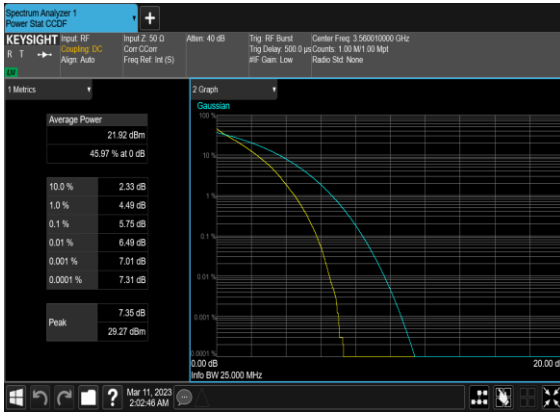 Spectrum Analyzer 1
Power Stat CCDF
+
KEYSIGHT
R T
LW
Input: RF
Coupling: DC
Align: Auto
Input Z: 50 Ω
Corr CCorr
Freq Ref: Int (S)
Atten: 40 dB
Trig: RF Burst
Trig Delay: 500.0 µs
#IF Gain: Low
Center Freq: 3.560010000 GHz
Counts: 1.00 M/1.00 Mpt
Radio Std: None
1 Metrics
Average Power
21.92 dBm
45.97 % at 0 dB
10.0 % 2.33 dB
1.0 % 4.49 dB
0.1 % 5.75 dB
0.01 % 6.49 dB
0.001 % 7.01 dB
0.0001 % 7.31 dB
Peak
7.35 dB
29.27 dBm
2 Graph
Gaussian
100 %
10 %
1 %
0.1 %
0.01 %
0.001 %
0.0001 %
0.00 dB
20.00 d
Info BW 25.000 MHz
?
Mar 11, 2023
2:02:46 AM